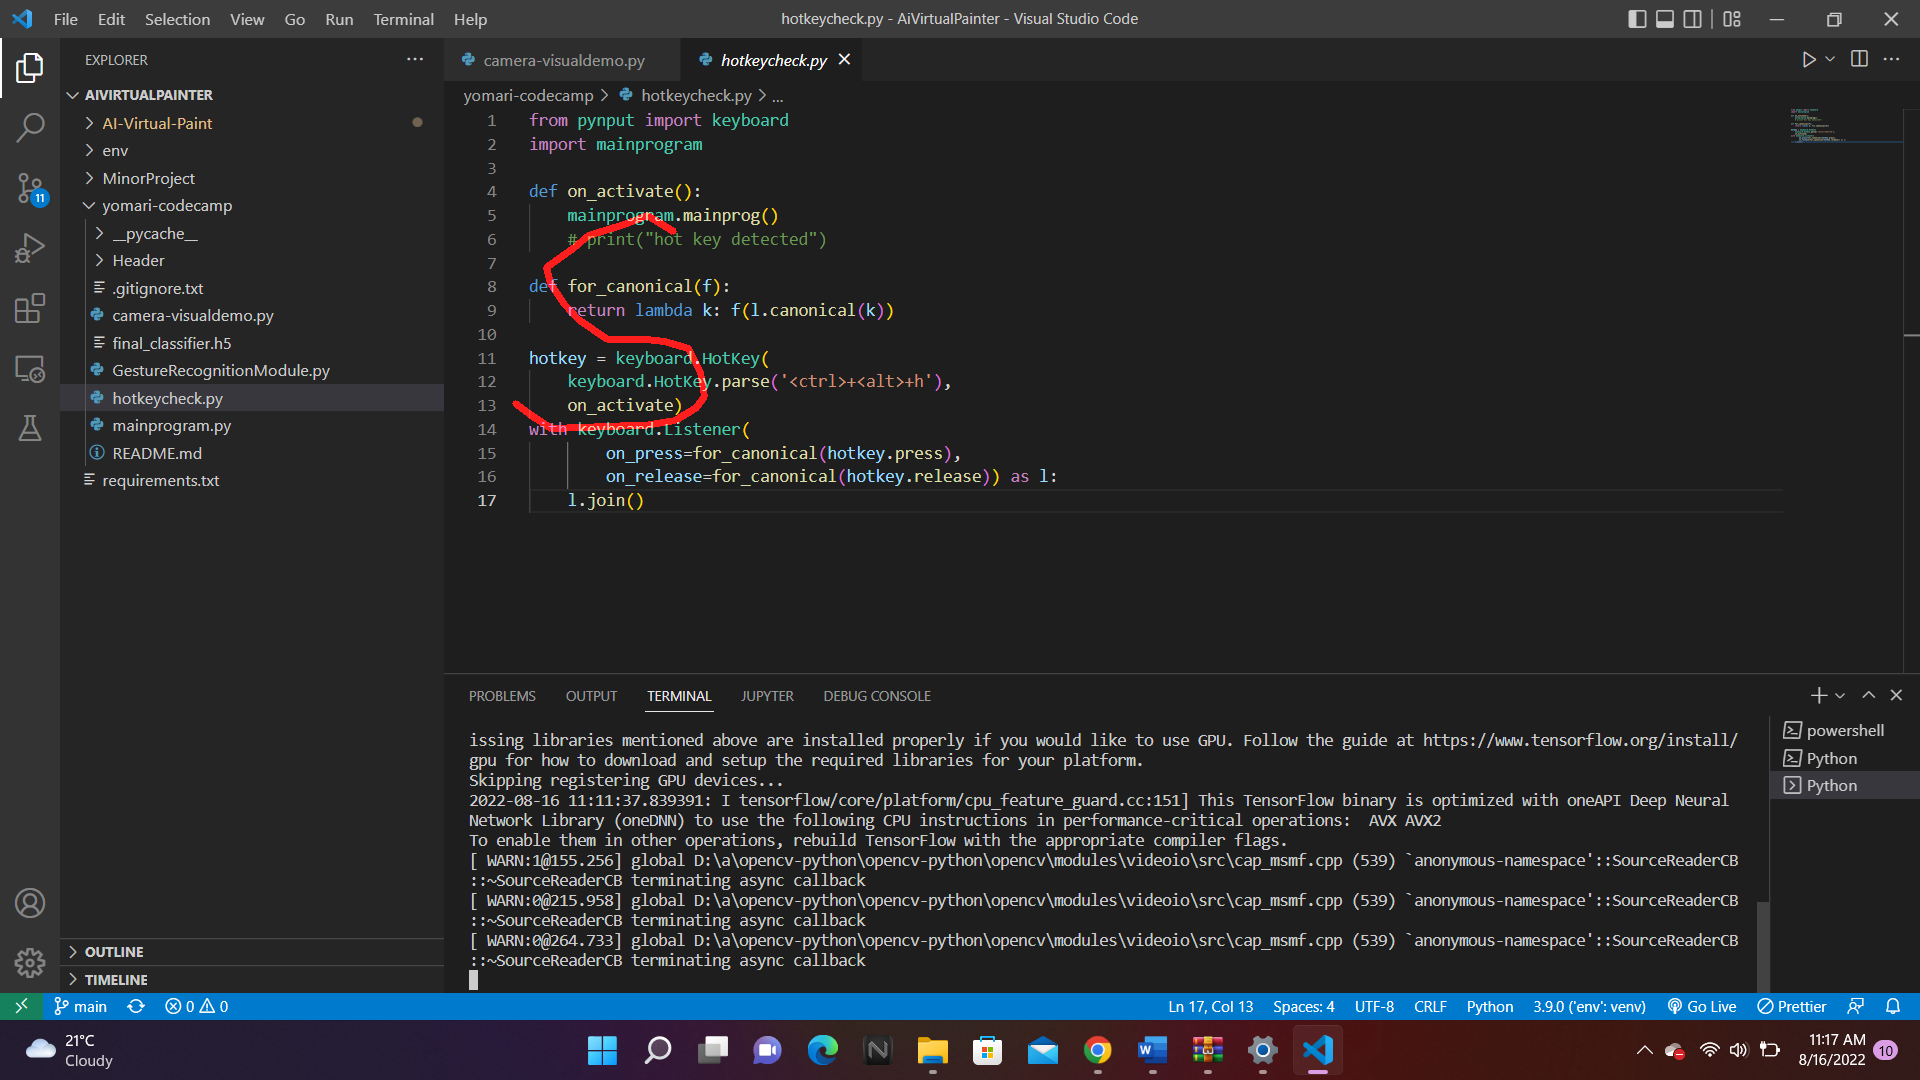 File Edit Selection View Go Run Terminal Help
hotkeycheck.py - AiVirtualPainter - Visual Studio Code
EXPLORER
AIVIRTUALPAINTER
AI-Virtual-Paint
env
MinorProject
yomari-codecamp
__pycache__
Header
.gitignore.txt
camera-visualdemo.py
final_classifier.h5
GestureRecognitionModule.py
hotkeycheck.py
mainprogram.py
README.md
requirements.txt
OUTLINE
TIMELINE
11
camera-visualdemo.py
hotkeycheck.py
yomari-codecamp > hotkeycheck.py > ...
1 from pynput import keyboard
2 import mainprogram
3
4 def on_activate():
5 mainprogram.mainprog()
6 # print("hot key detected")
7
8 def for_canonical(f):
9 return lambda k: f(l.canonical(k))
10
11 hotkey = keyboard.HotKey(
12 keyboard.HotKey.parse('<ctrl>+<alt>+h'),
13 on_activate)
14 with keyboard.Listener(
15 on_press=for_canonical(hotkey.press),
16 on_release=for_canonical(hotkey.release)) as l:
17 l.join()
PROBLEMS OUTPUT TERMINAL JUPYTER DEBUG CONSOLE
issing libraries mentioned above are installed properly if you would like to use GPU. Follow the guide at https://www.tensorflow.org/install/
gpu for how to download and setup the required libraries for your platform.
Skipping registering GPU devices...
2022-08-16 11:11:37.839391: I tensorflow/core/platform/cpu_feature_guard.cc:151] This TensorFlow binary is optimized with oneAPI Deep Neural
Network Library (oneDNN) to use the following CPU instructions in performance-critical operations:  AVX AVX2
To enable them in other operations, rebuild TensorFlow with the appropriate compiler flags.
[ WARN:1@155.256] global D:\a\opencv-python\opencv-python\opencv\modules\videoio\src\cap_msmf.cpp (539) `anonymous-namespace'::SourceReaderCB
::~SourceReaderCB terminating async callback
[ WARN:0@215.958] global D:\a\opencv-python\opencv-python\opencv\modules\videoio\src\cap_msmf.cpp (539) `anonymous-namespace'::SourceReaderCB
::~SourceReaderCB terminating async callback
[ WARN:0@264.733] global D:\a\opencv-python\opencv-python\opencv\modules\videoio\src\cap_msmf.cpp (539) `anonymous-namespace'::SourceReaderCB
::~SourceReaderCB terminating async callback
powershell
Python
Python
main 0 0 Ln 17, Col 13 Spaces: 4 UTF-8 CRLF Python 3.9.0 ('env': venv) Go Live Prettier
21°C
Cloudy
11:17 AM
8/16/2022
10